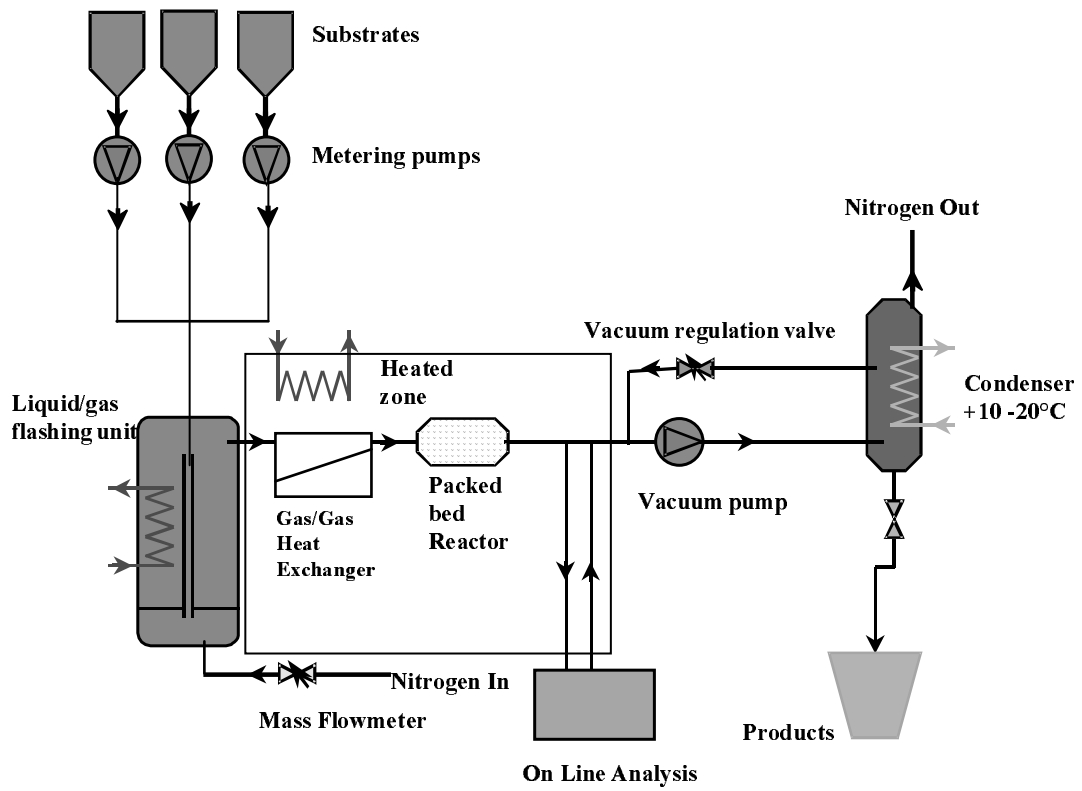 Substrates
Metering pumps
Nitrogen Out
Vacuum regulation valve
Heated
zone
Condenser
+10 -20°C
Liquid/gas
flashing unit
Packed
bed
Reactor
Vacuum pump
Gas/Gas
Heat
Exchanger
Nitrogen In
Mass Flowmeter
Products
On Line Analysis